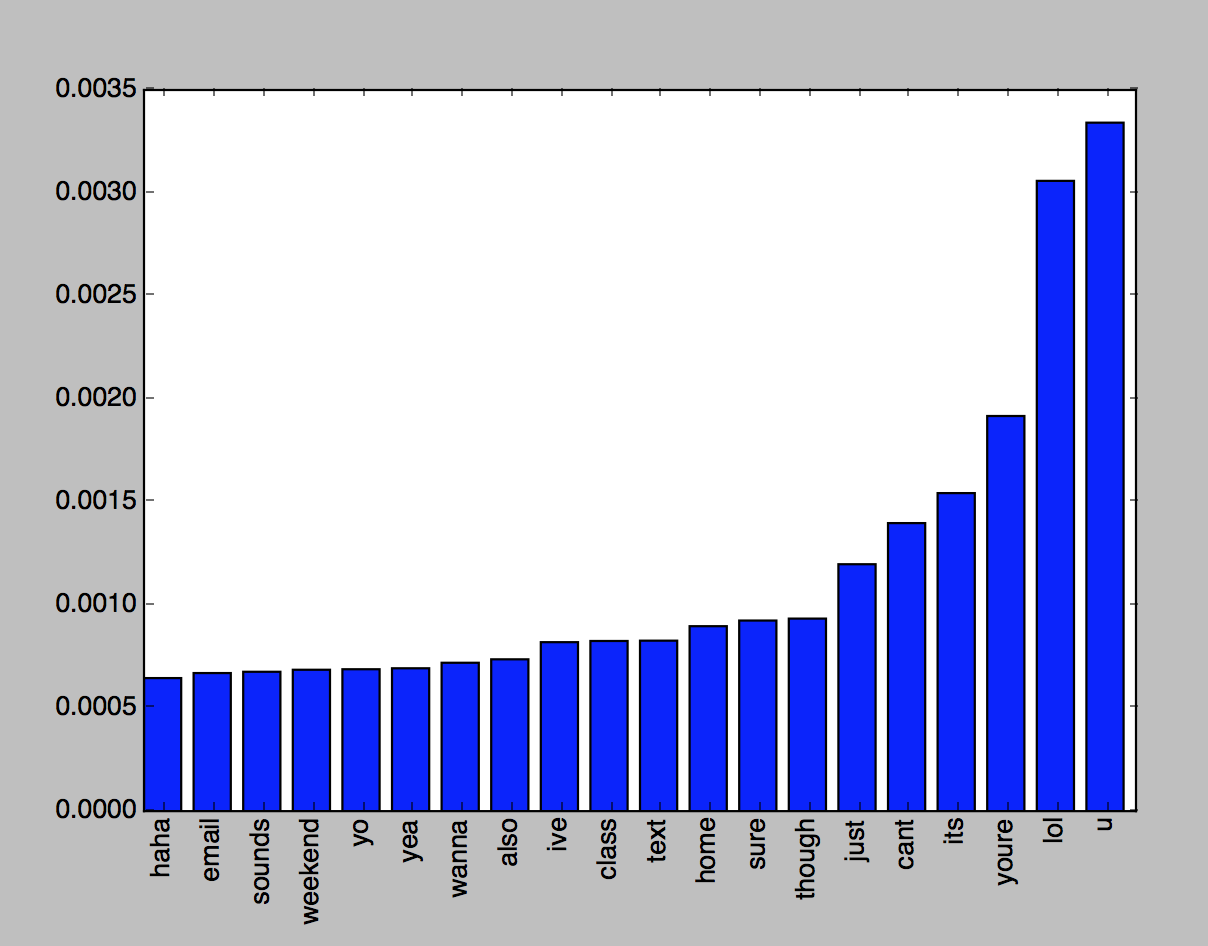 0.0035
0.0030
0.0025
0.0020
0.0015
0.0010
0.0005
0.0000
haha
email
sounds
weekend
yo
yea
wanna
also
ive
class
text
home
sure
though
just
cant
its
youre
lol
u